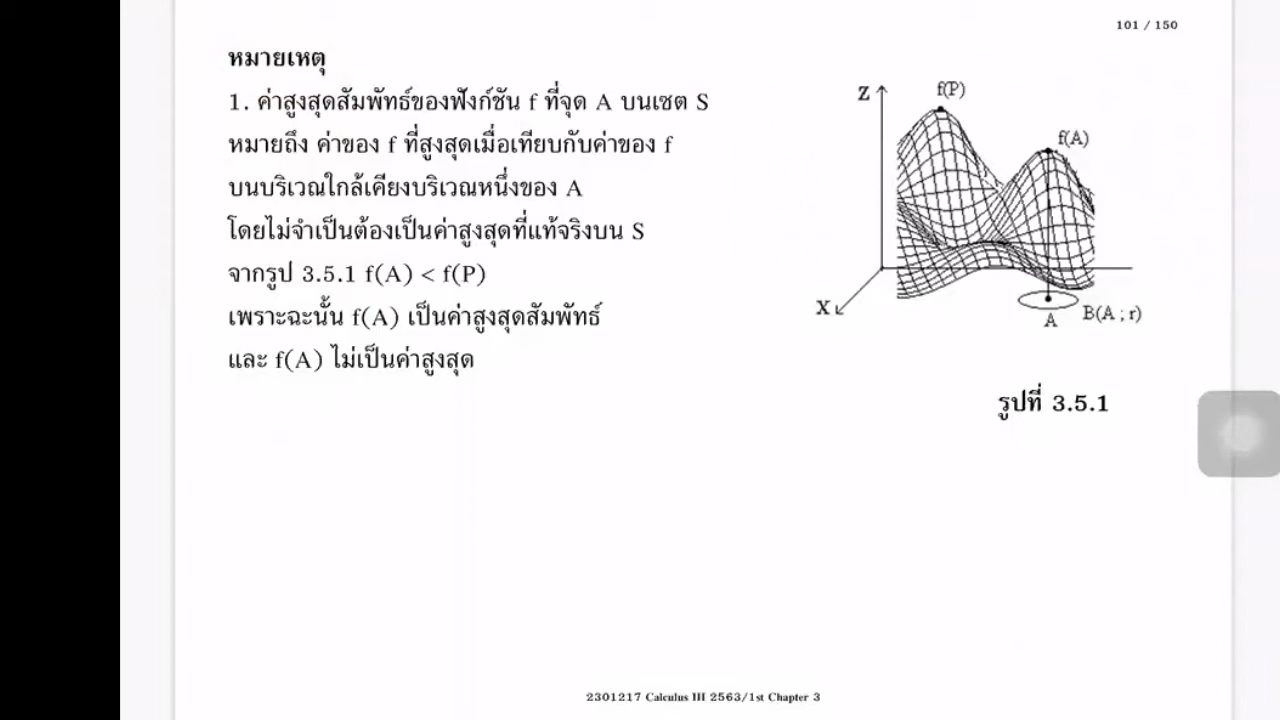 101 / 150
หมายเหตุ
1. ค่าสูงสุดสัมพัทธ์ของฟังก์ชัน f ที่จุด A บนเซต S
หมายถึง ค่าของ f ที่สูงสุดเมื่อเทียบกับค่าของ f
บนบริเวณใกล้เคียงบริเวณหนึ่งของ A
โดยไม่จำเป็นต้องเป็นค่าสูงสุดที่แท้จริงบน S
จากรูป 3.5.1 f(A) < f(P)
เพราะฉะนั้น f(A) เป็นค่าสูงสุดสัมพัทธ์
และ f(A) ไม่เป็นค่าสูงสุด
Z
f(P)
f(A)
X
A
B(A ; r)
รูปที่ 3.5.1
2301217 Calculus III 2563/1st Chapter 3